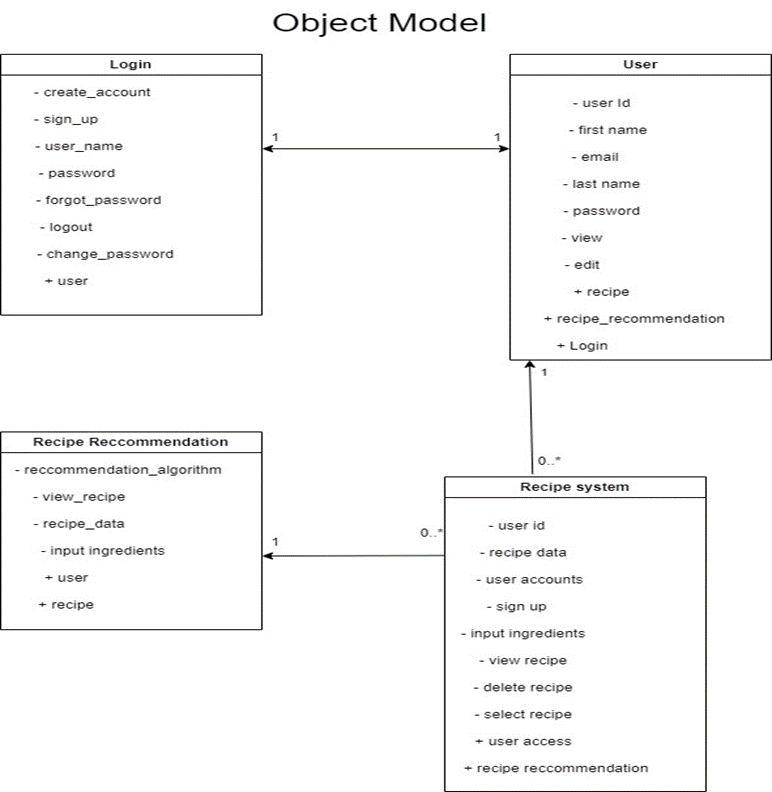 Object Model
Login
- create_account
- sign_up
- user_name
- password
- forgot_password
- logout
- change_password
+ user
1
1
User
- user Id
- first name
- email
- last name
- password
- view
- edit
+ recipe
+ recipe_recommendation
+ Login
1
0..*
Recipe Reccommendation
- reccommendation_algorithm
- view_recipe
- recipe_data
- input ingredients
+ user
+ recipe
1
0..*
Recipe system
- user id
- recipe data
- user accounts
- sign up
- input ingredients
- view recipe
- delete recipe
- select recipe
+ user access
+ recipe reccommendation